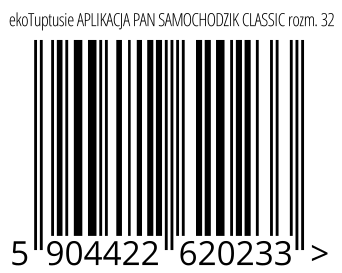 ekoTuptusie APLIKACJA PAN SAMOCHODZIK CLASSIC rozm. 32
5 904422 620233 >